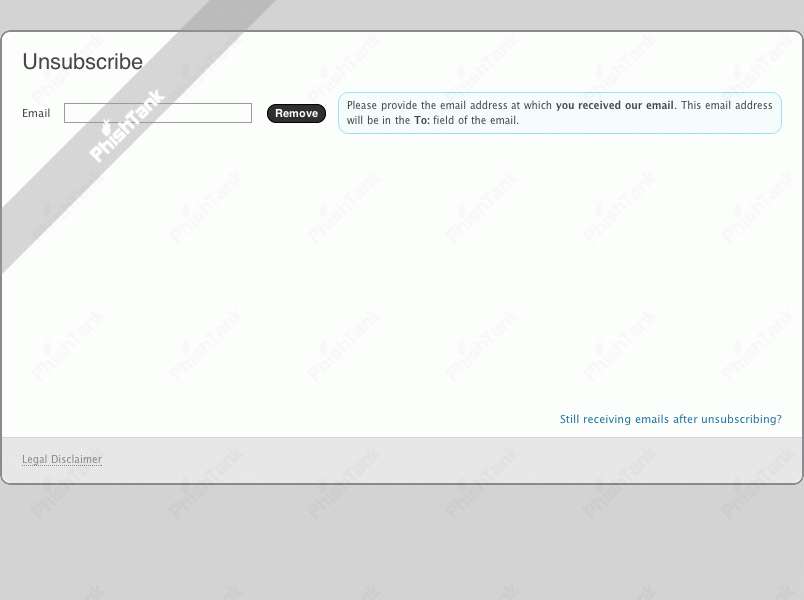 Unsubscribe
Email
Remove
Please provide the email address at which you received our email. This email address
will be in the To: field of the email.
PhishTank
Still receiving emails after unsubscribing?
Legal Disclaimer